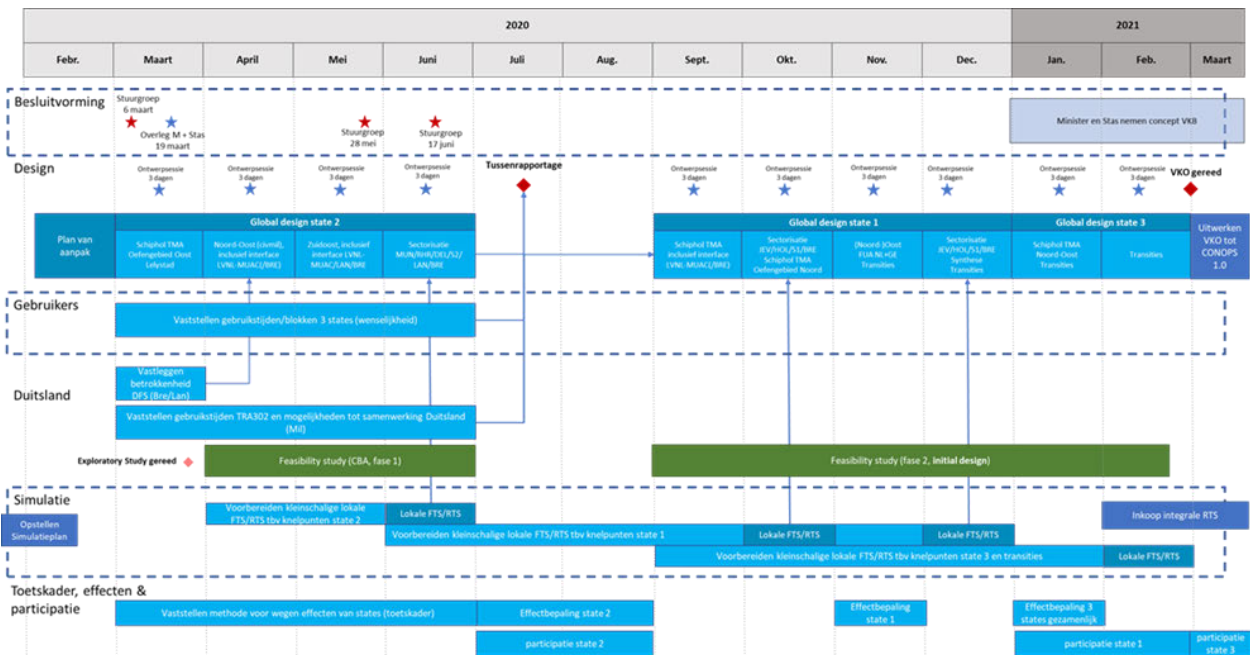 2020
2021
Febr.
Maart
April
Mei
Juni
Juli
Aug.
Sept.
Okt.
Nov.
Dec.
Jan.
Feb.
Maart
Besluitvorming
Stuurgroep
6 maart
Overleg M + Stas
19 maart
Stuurgroep
28 mei
Stuurgroep
17 juni
Minister en Stas nemen concept VKB
Design
Ontwerpsessie
3 dagen
Ontwerpsessie
3 dagen
Ontwerpsessie
3 dagen
Ontwerpsessie
3 dagen
Tussenrapportage
Ontwerpsessie
3 dagen
Ontwerpsessie
3 dagen
Ontwerpsessie
3 dagen
Ontwerpsessie
3 dagen
Ontwerpsessie
3 dagen
Ontwerpsessie
3 dagen
VKO gereed
Plan van
aanpak
Global design state 2
Schiphol TMA
Oefengebied Oost
Lelystad
Noord-Oost (civmil),
inclusief interface
LVNL-MUAC(/BRE)
Zuidoost, inclusief
interface LVNL-
MUAC/LAN/BRE
Sectorisatie
MUN/RHR/DEL/S2/
LAN/BRE
Global design state 1
Schiphol TMA
inclusief interface
LVNL-MUAC(/BRE)
Sectorisatie
JEV/HOL/S1/BRE
Schiphol TMA
Oefengebied Noord
(Noord-)Oost
FUA NL+GE
Transities
Sectorisatie
JEV/HOL/S1/BRE
Synthese
Transities
Global design state 3
Schiphol TMA
Noord-Oost
Transities
Transities
Uitwerken
VKO tot
CONOPS
1.0
Gebruikers
Vaststellen gebruikstijden/blokken 3 states (wenselijkheid)
Duitsland
Vastleggen
betrokkenheid
DFS (Bre/Lan)
Vaststellen gebruikstijden TRA302 en mogelijkheden tot samenwerking Duitsland
(Mil)
Exploratory Study gereed
Feasibility study (CBA, fase 1)
Feasibility study (fase 2, initial design)
Simulatie
Opstellen
Simulatieplan
Voorbereiden kleinschalige lokale
FTS/RTS tbv knelpunten state 2
Lokale FTS/RTS
Inkoop integrale RTS
Voorbereiden kleinschalige lokale FTS/RTS tbv knelpunten state 1
Lokale FTS/RTS
Lokale FTS/RTS
Voorbereiden kleinschalige lokale FTS/RTS tbv knelpunten state 3 en transities
Lokale FTS/RTS
Toetskader, effecten &
participatie
Vaststellen methode voor wegen effecten van states (toetskader)
Effectbepaling state 2
Effectbepaling
state 1
Effectbepaling 3
states gezamenlijk
participatie state 2
participatie state 1
participatie
state 3